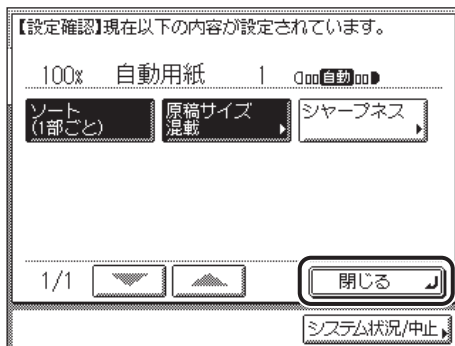 【設定確認】現在以下の内容が設定されています。
100% 自動用紙 1 自動
ソート
(1部ごと)
原稿サイズ
混載
シャープネス
1/1 閉じる
システム状況/中止